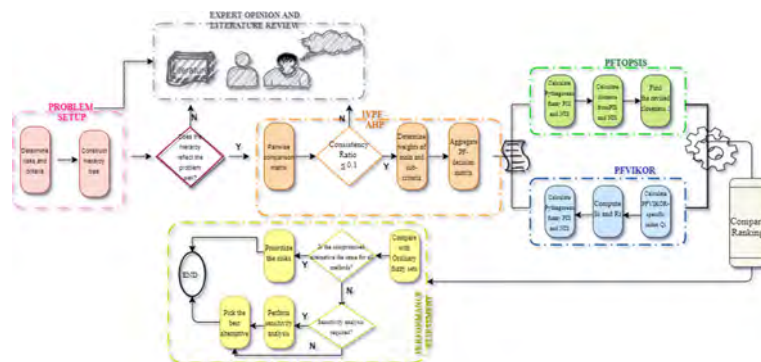 EXPERT OPINION AND
LITERATURE REVIEW
PROBLEM
SETUP
Determine
risks and
criteria
Construct
hierarchy tree
N
Does the
hierarchy
reflect the
problem
Y
IVPF
AHP
Pairwise
comparison
matrix
N
Consistency
Ratio
≤ 0.1
Y
Determine
weights of
main and sub-
criteria
Aggregate
PF-
decision
matrix
PFTOPSIS
Calculate
Pythagorean
fuzzy PIS
and NIS
Calculate
distance
from PIS
and NIS
Find
the revised
closeness
PFVIKOR
Calculate
Pythagorean
fuzzy PIS
and NIS
Compute
Si and Ri
Calculate
PFVIKOR-
specific
index Qi
Compare
Ranking
PERFORMANCE
Compare
with
Ordinary
fuzzy sets
Is the compromised
alternative the same for all
methods?
Y
Prioritize
the risks
N
END
Sensitivity analysis
required?
Y
Perform
sensitivity
analysis
Pick the
best
alternative
N